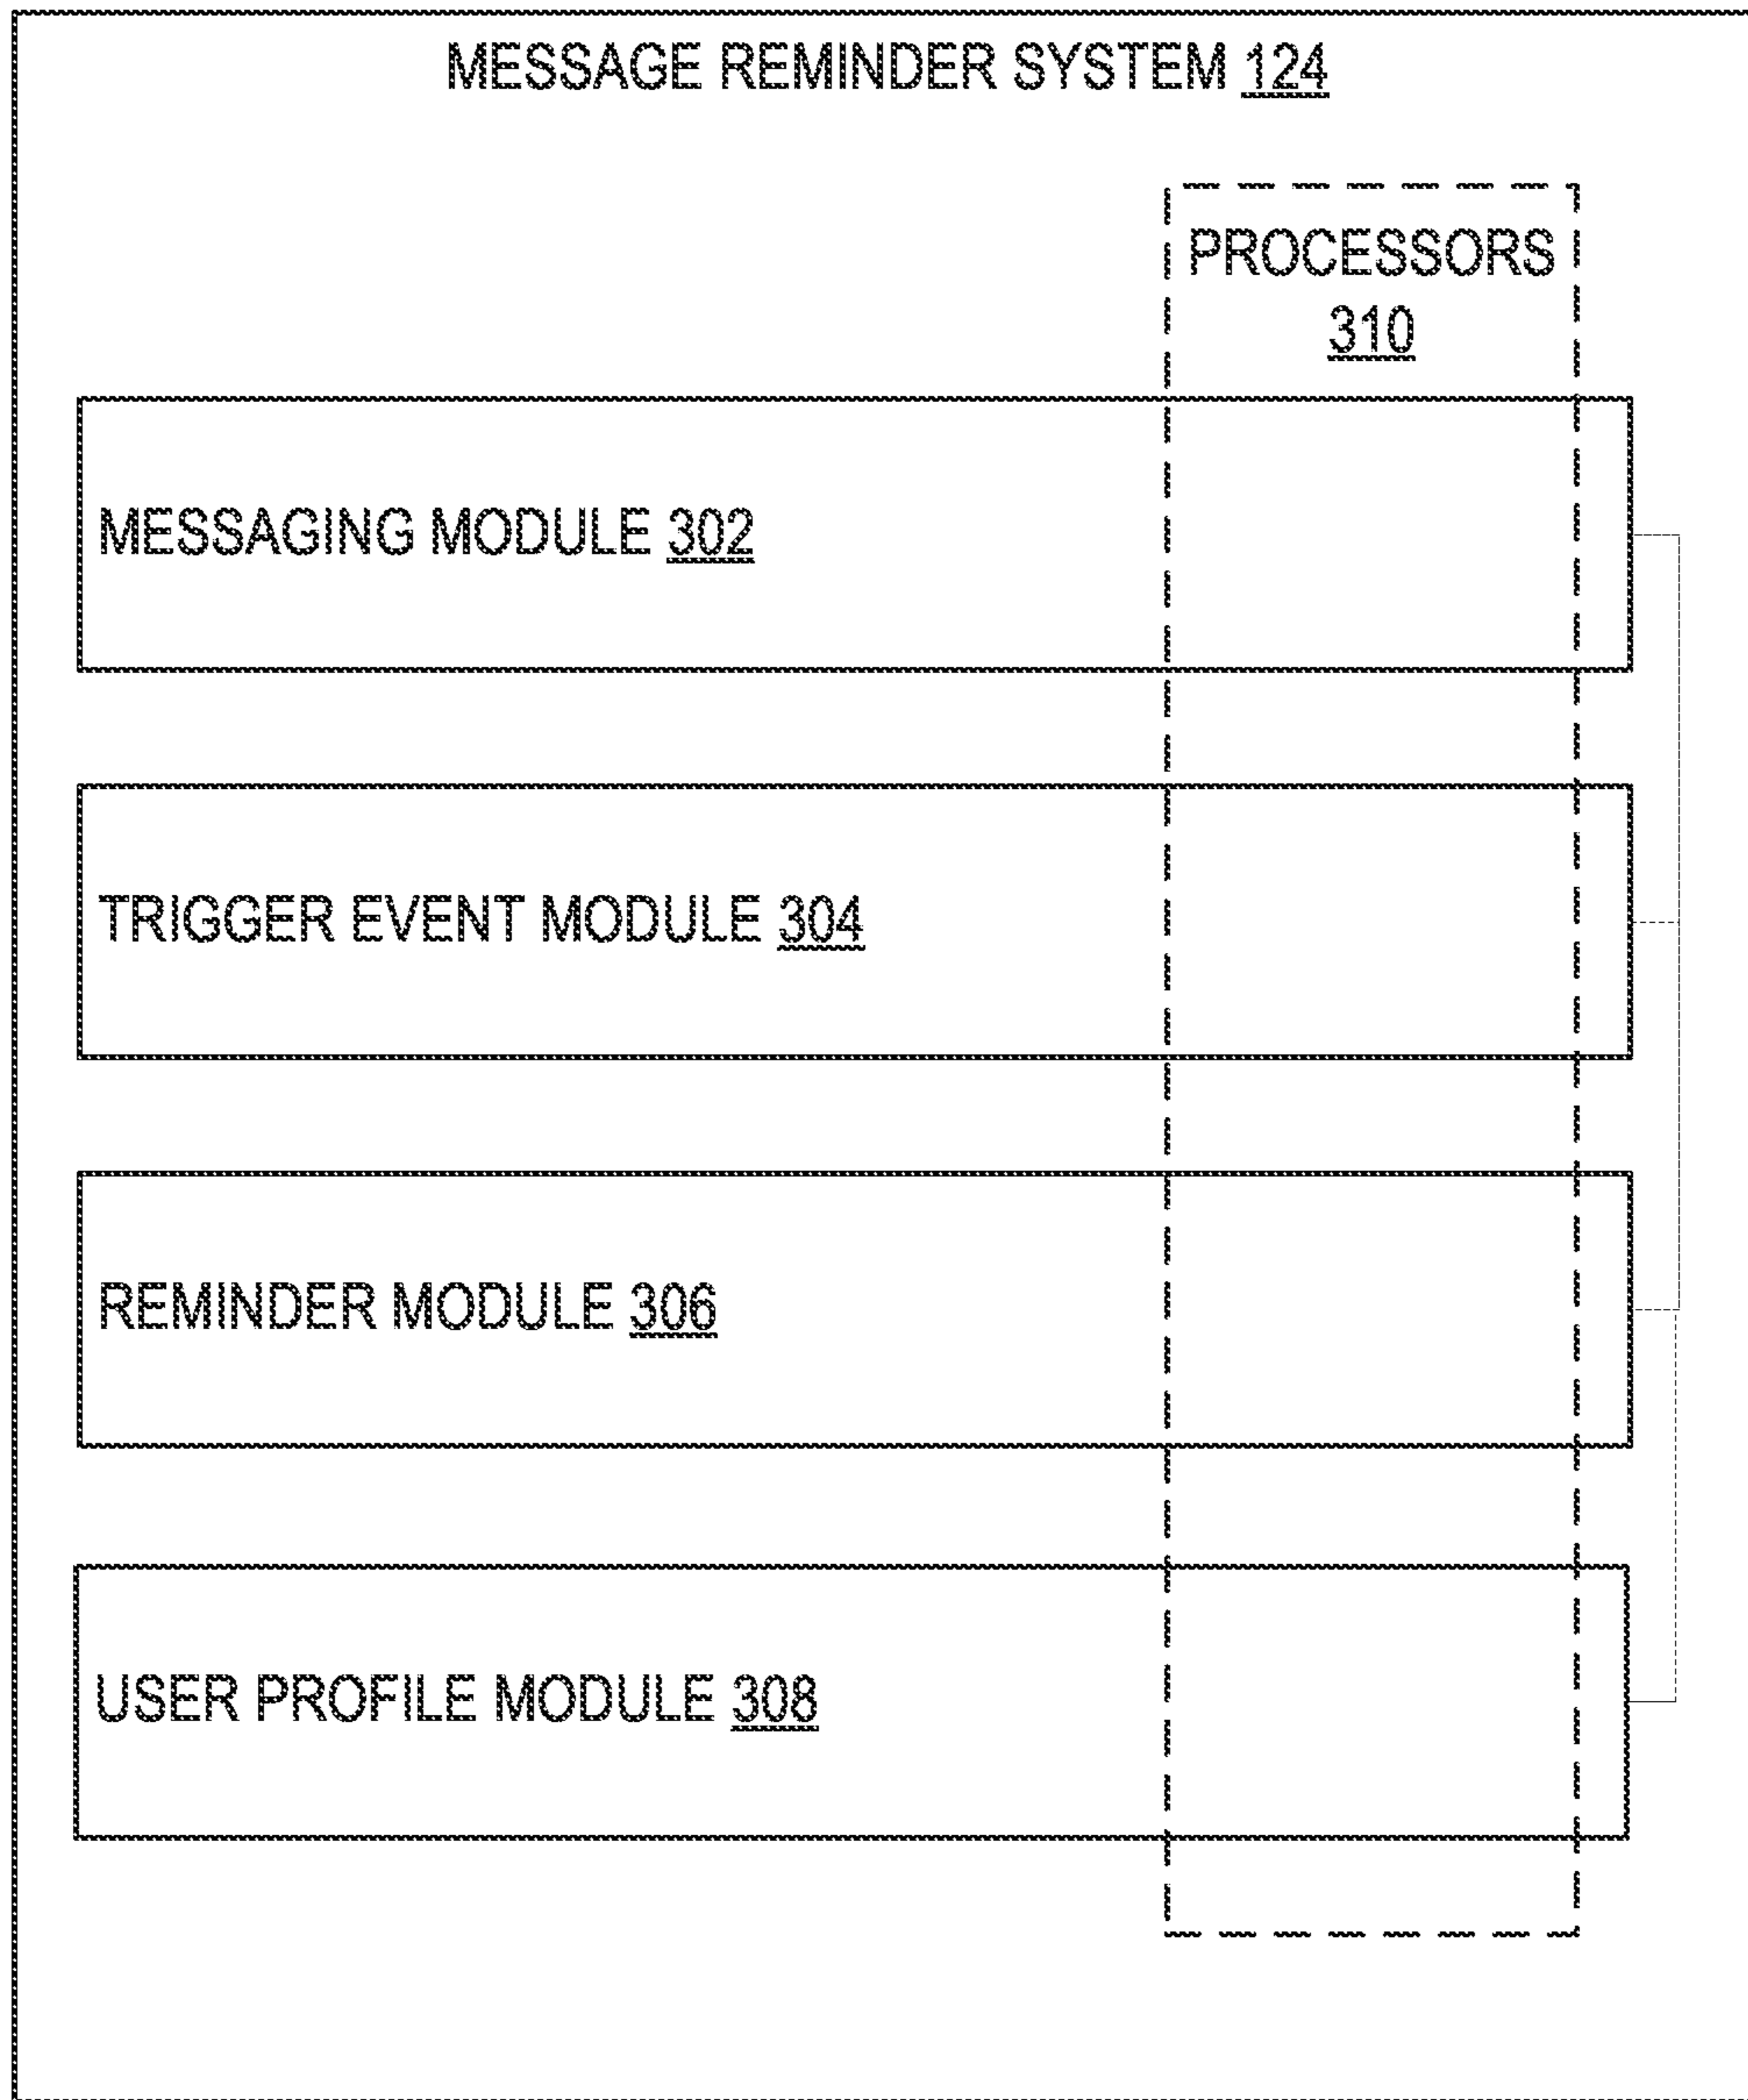 MESSAGE REMINDER SYSTEM 124
PROCESSORS
310
MESSAGING MODULE 302
TRIGGER EVENT MODULE 304
REMINDER MODULE 306
USER PROFILE MODULE 308